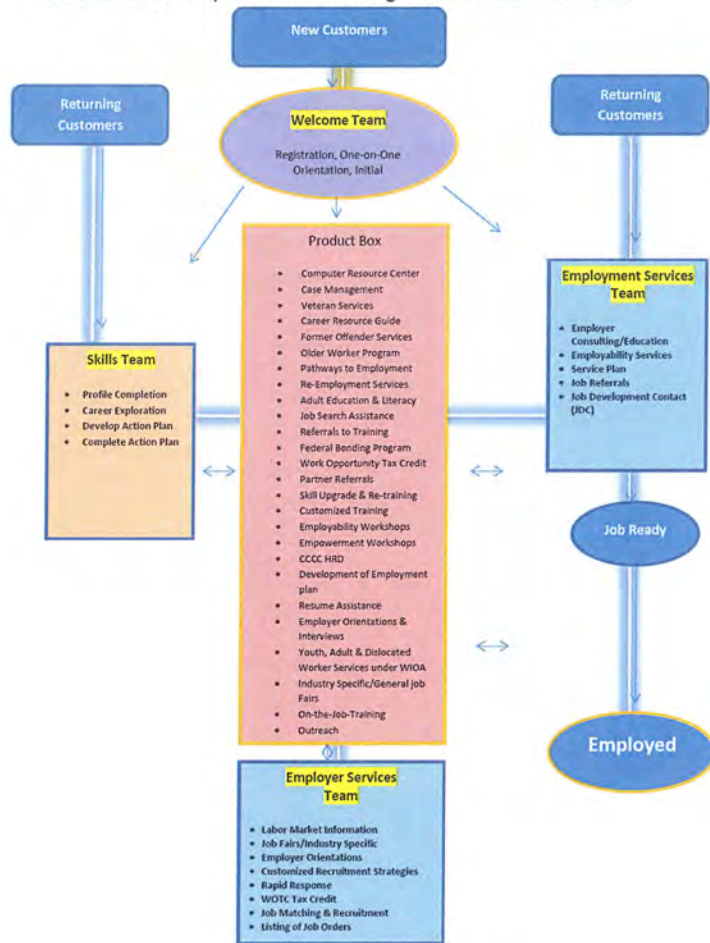 New Customers
Returning
Customers
Returning
Customers
Welcome Team
Registration, One-on-One
Orientation, Initial
Product Box
• Computer Resource Center
• Case Management
• Veteran Services
• Career Resource Guide
• Former Offender Services
• Older Worker Program
• Pathways to Employment
• Re-Employment Services
• Adult Education & Literacy
• Job Search Assistance
• Referrals to Training
• Federal Bonding Program
• Work Opportunity Tax Credit
• Partner Referrals
• Skill Upgrade & Re-training
• Customized Training
• Employability Workshops
• Empowerment Workshops
• CCCC HRD
• Development of Employment
plan
• Resume Assistance
• Employer Orientations &
Interviews
• Youth, Adult & Dislocated
Worker Services under WIOA
• Industry Specific/General job
Fairs
• On-the-Job-Training
• Outreach
Employment Services
Team
• Employer
Consulting/Education
• Employability Services
• Service Plan
• Job Referrals
• Job Development Contact
(JDC)
Skills Team
• Profile Completion
• Career Exploration
• Develop Action Plan
• Complete Action Plan
Job Ready
Employed
Employer Services
Team
• Labor Market Information
• Job Fairs/Industry Specific
• Employer Orientations
• Customized Recruitment Strategies
• Rapid Response
• WOTC Tax Credit
• Job Matching & Recruitment
• Listing of Job Orders